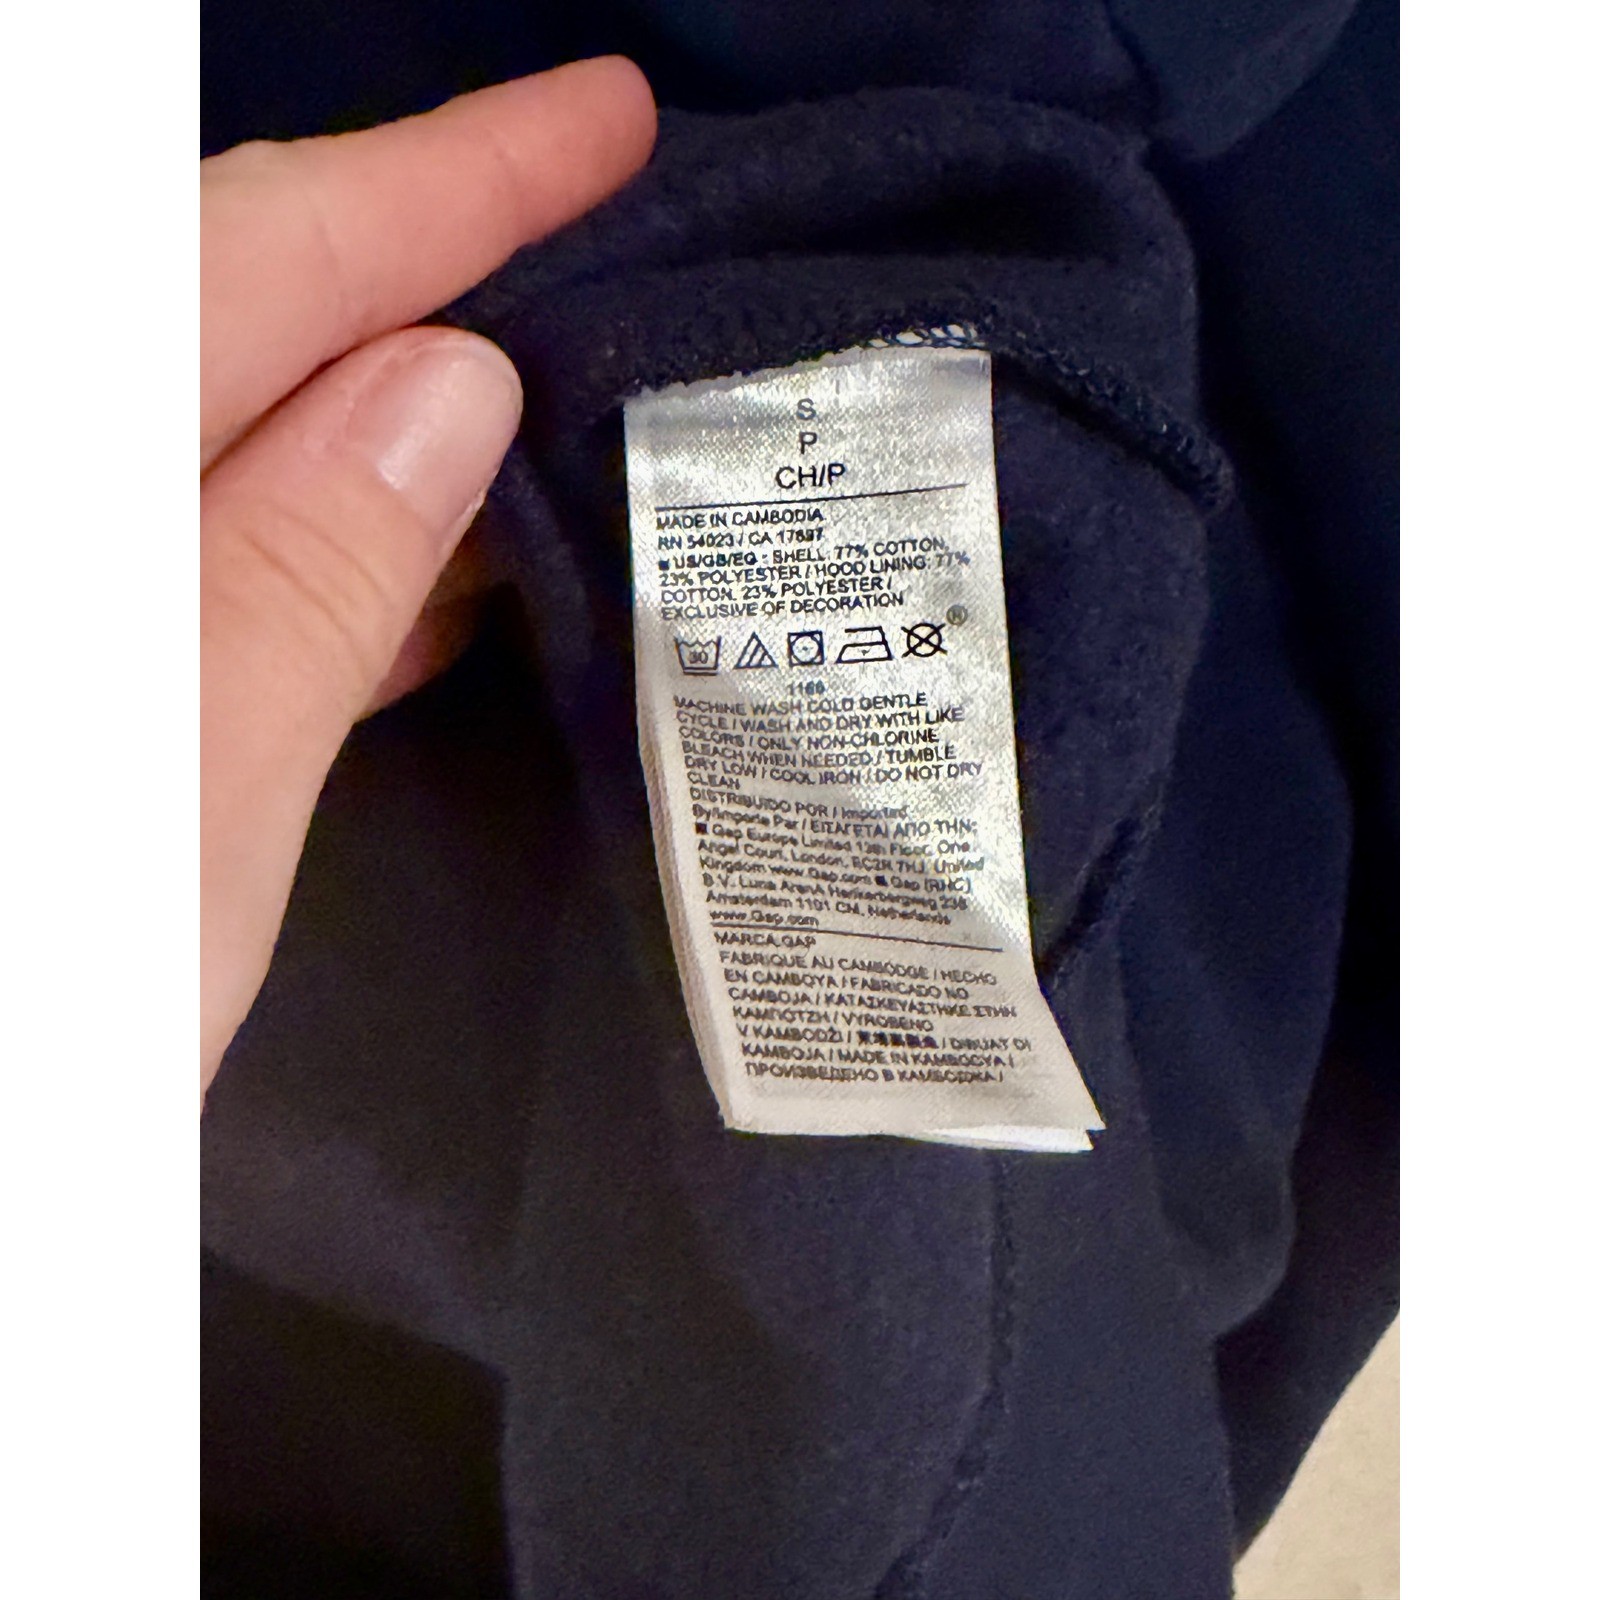 S
P
CH/P
MADE IN CAMBODIA
RN 54023 / CA 17897
■ US/GB/EG : SHELL: 77% COTTON,
23% POLYESTER / HOOD LINING: 77%
COTTON, 23% POLYESTER /
EXCLUSIVE OF DECORATION
30
®
MACHINE WASH COLD GENTLE
CYCLE / WASH AND DRY WITH LIKE
COLORS / ONLY NON-CHLORINE
BLEACH WHEN NEEDED / TUMBLE
DRY LOW / COOL IRON / DO NOT DRY
CLEAN
DISTRIBUIDO POR / Imported
By/Importe Par / ΕΙΣΑΓΕΤΑΙ ΑΠΟ ΤΗΝ:
■ Gap Europe Limited 13th Floor, One
Angel Court, London, EC2R 7HJ, United
Kingdom www.Gap.com ■ Gap (RHC)
B.V., Luna ArenA Herikerbergweg 238
Amsterdam 1101 CM, Netherlands
www.Gap.com
MARCA.GAP
FABRIQUE AU CAMBODGE / HECHO
EN CAMBOYA / FABRICADO NO
CAMBOJA / ΚΑΤΑΣΚΕΥΑΣΤΗΚΕ ΣΤΗΝ
ΚΑΜΠΟΤΖΗ / VYROBENO
V KAMBODŽI / / DIBUAT DI
KAMBOJA / MADE IN KAMBOÇYA /
ПРОИЗВЕДЕНО В КАМБОДЖА /